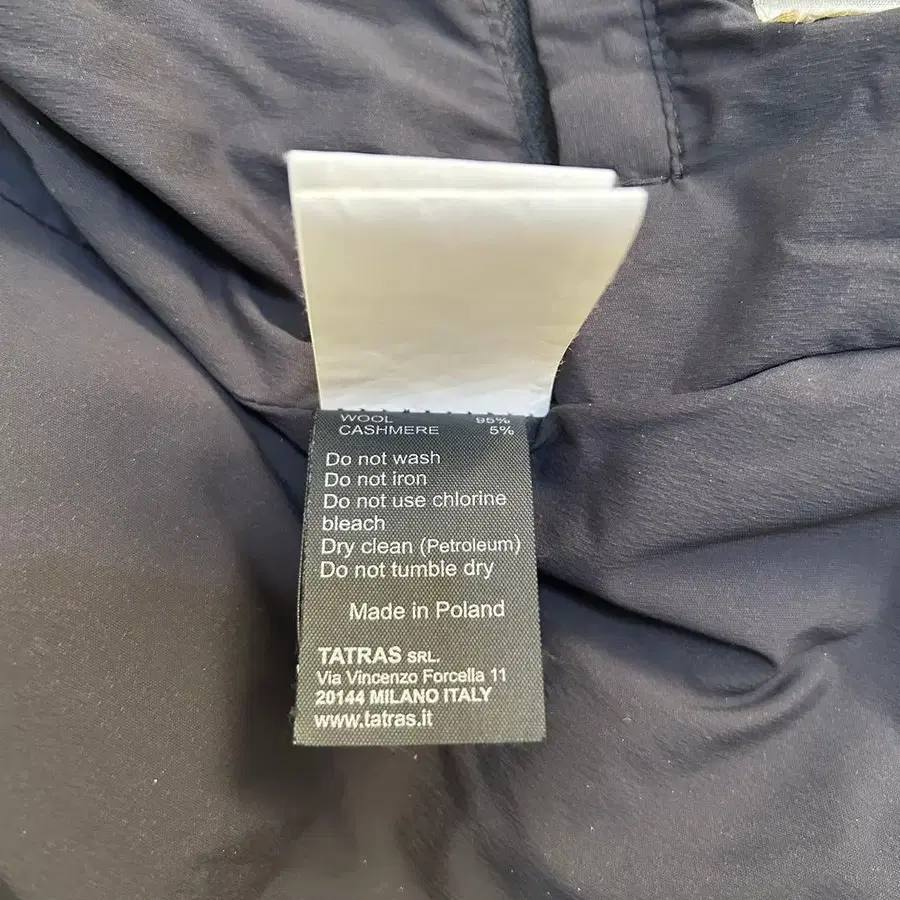 WOOL 95%
CASHMERE 5%
Do not wash
Do not iron
Do not use chlorine
bleach
Dry clean (Petroleum)
Do not tumble dry
Made in Poland
TATRAS SRL.
Via Vincenzo Forcella 11
20144 MILANO ITALY
www.tatras.it